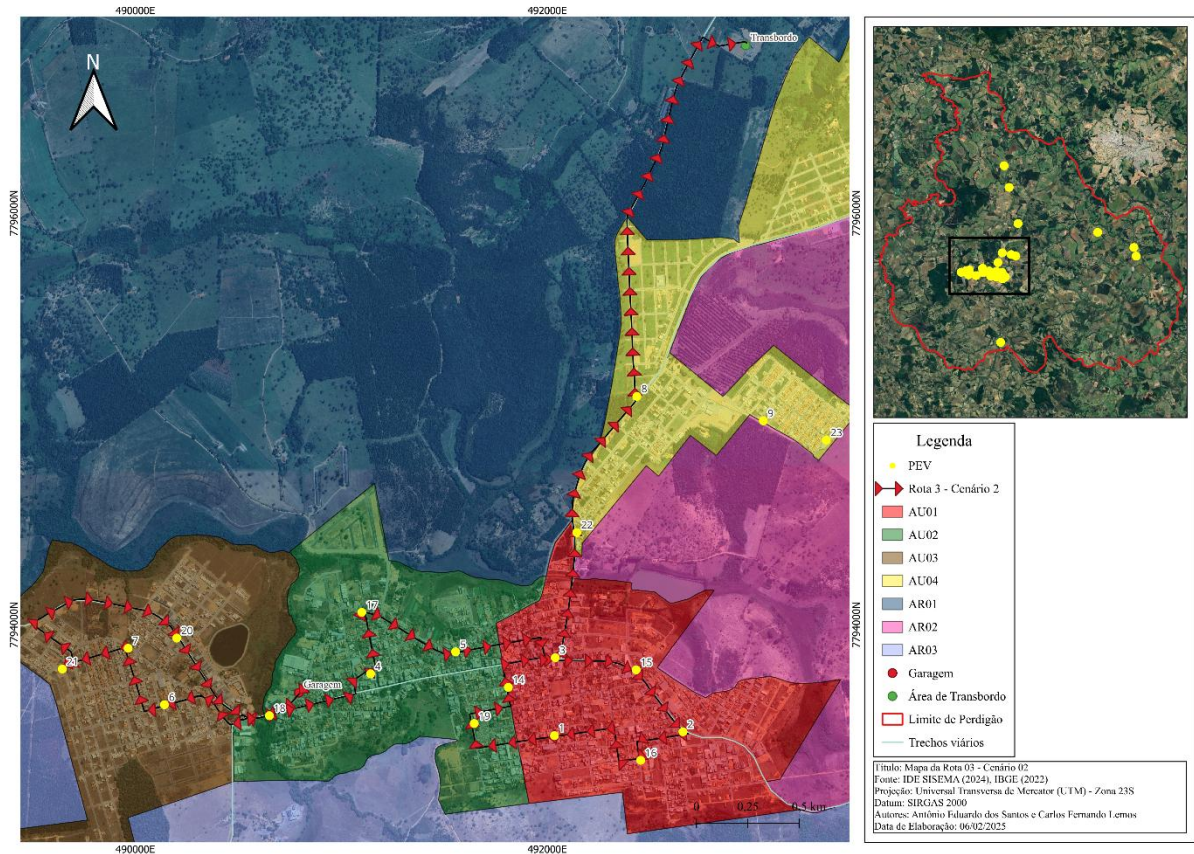 490000E
492000E
N
Transbordo
7796000N
7796000N
8
9
23
22
17
20
7
5
3
21
4
15
14
Garagem
6
18
19
1
2
16
7794000N
7794000N
0 0,25 0,5 km
490000E
492000E
Legenda
PEV
Rota 3 - Cenário 2
AU01
AU02
AU03
AU04
AR01
AR02
AR03
Garagem
Área de Transbordo
Limite de Perdigão
Trechos viários
Título: Mapa da Rota 03 - Cenário 02
Fonte: IDE SISEMA (2024), IBGE (2022)
Projeção: Universal Transversa de Mercator (UTM) - Zona 23S
Datum: SIRGAS 2000
Autores: Antônio Eduardo dos Santos e Carlos Fernando Lemos
Data de Elaboração: 06/02/2025